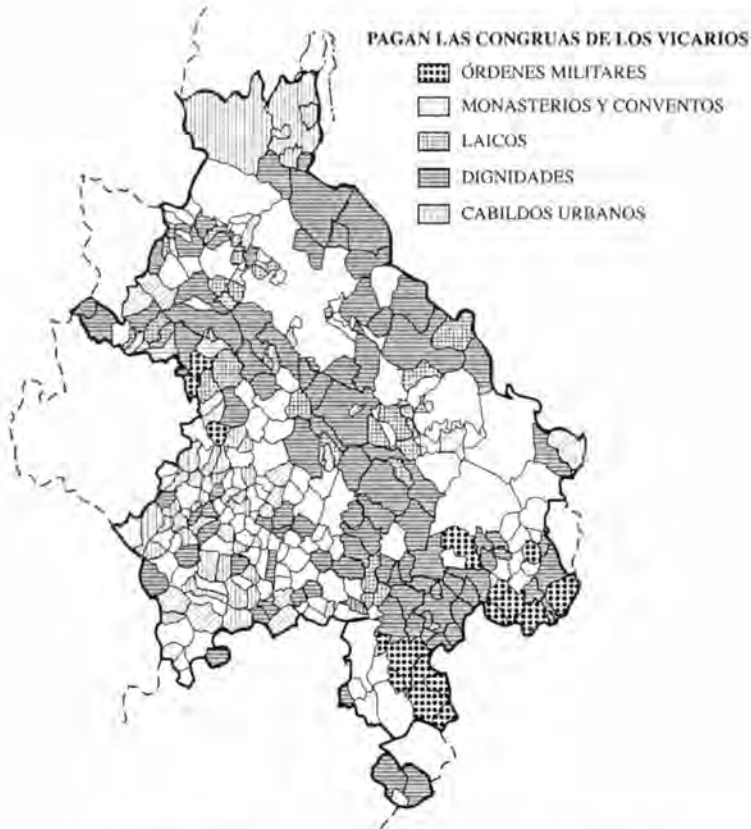 PAGAN LAS CONGRUAS DE LOS VICARIOS
ÓRDENES MILITARES
MONASTERIOS Y CONVENTOS
LAICOS
DIGNIDADES
CABILDOS URBANOS